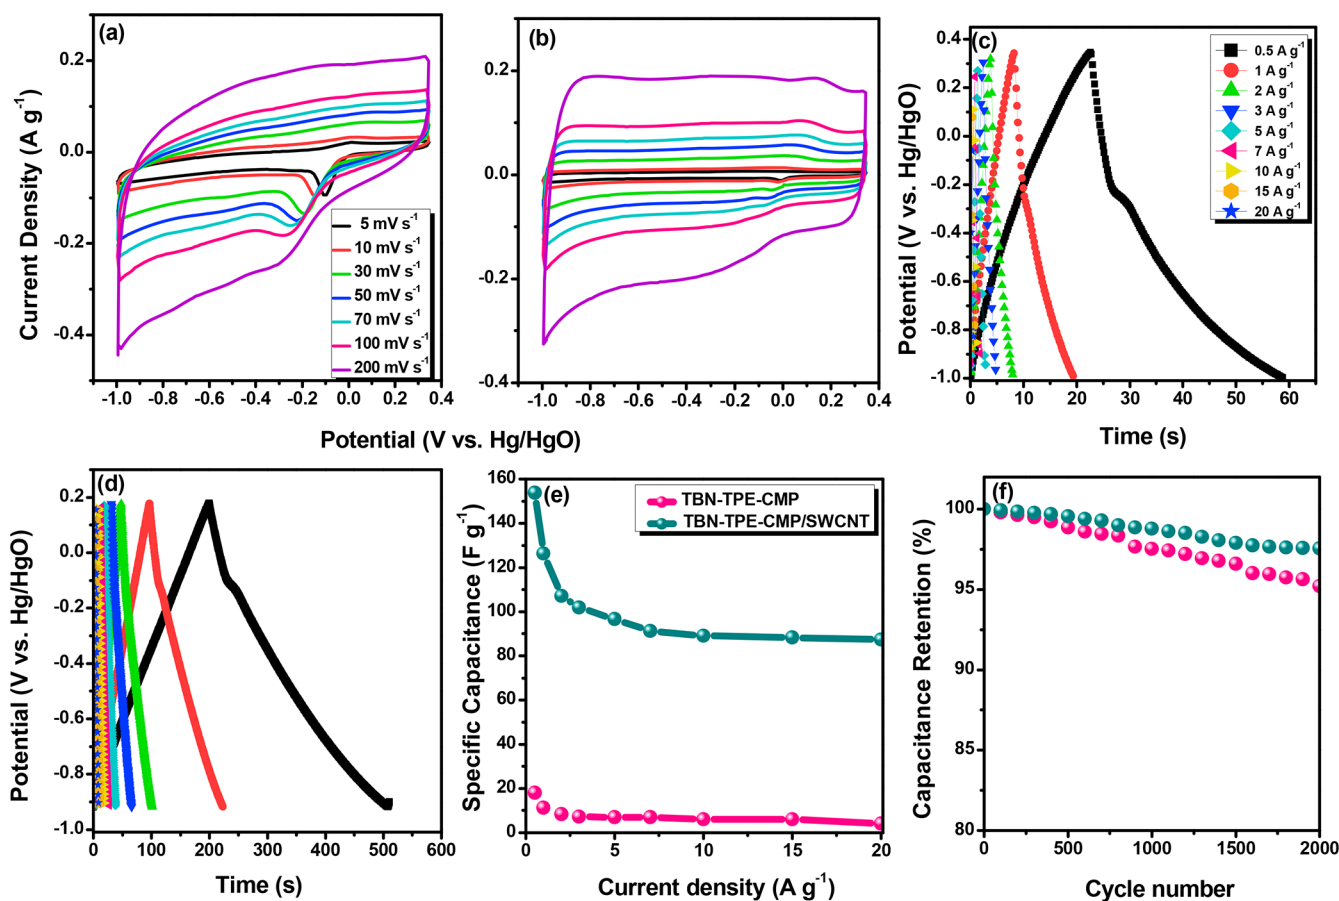 (a)
Current Density (A g⁻¹)
0.2
0.0
-0.2
-0.4
-1.0 -0.8 -0.6 -0.4 -0.2 0.0 0.2 0.4
5 mV s⁻¹
10 mV s⁻¹
30 mV s⁻¹
50 mV s⁻¹
70 mV s⁻¹
100 mV s⁻¹
200 mV s⁻¹
(b)
0.2
0.0
-0.2
-0.4
-1.0 -0.8 -0.6 -0.4 -0.2 0.0 0.2 0.4
Potential (V vs. Hg/HgO)
(c)
Potential (V vs. Hg/HgO)
0.4
0.0
-0.4
-0.8
-1.0
0 10 20 30 40 50 60
Time (s)
0.5 A g⁻¹
1 A g⁻¹
2 A g⁻¹
3 A g⁻¹
5 A g⁻¹
7 A g⁻¹
10 A g⁻¹
15 A g⁻¹
20 A g⁻¹
(d)
Potential (V vs. Hg/HgO)
0.2
0.0
-0.2
-0.4
-0.6
-0.8
-1.0
0 100 200 300 400 500 600
Time (s)
(e)
Specific Capacitance (F g⁻¹)
160
140
120
100
80
60
40
20
0
0 5 10 15 20
Current density (A g⁻¹)
TBN-TPE-CMP
TBN-TPE-CMP/SWCNT
(f)
Capacitance Retention (%)
100
95
90
85
80
0 500 1000 1500 2000
Cycle number